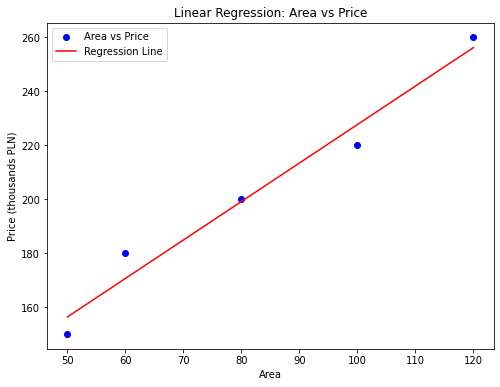 Linear Regression: Area vs Price
Area vs Price
Regression Line
260
240
220
200
180
160
Price (thousands PLN)
50 60 70 80 90 100 110 120
Area